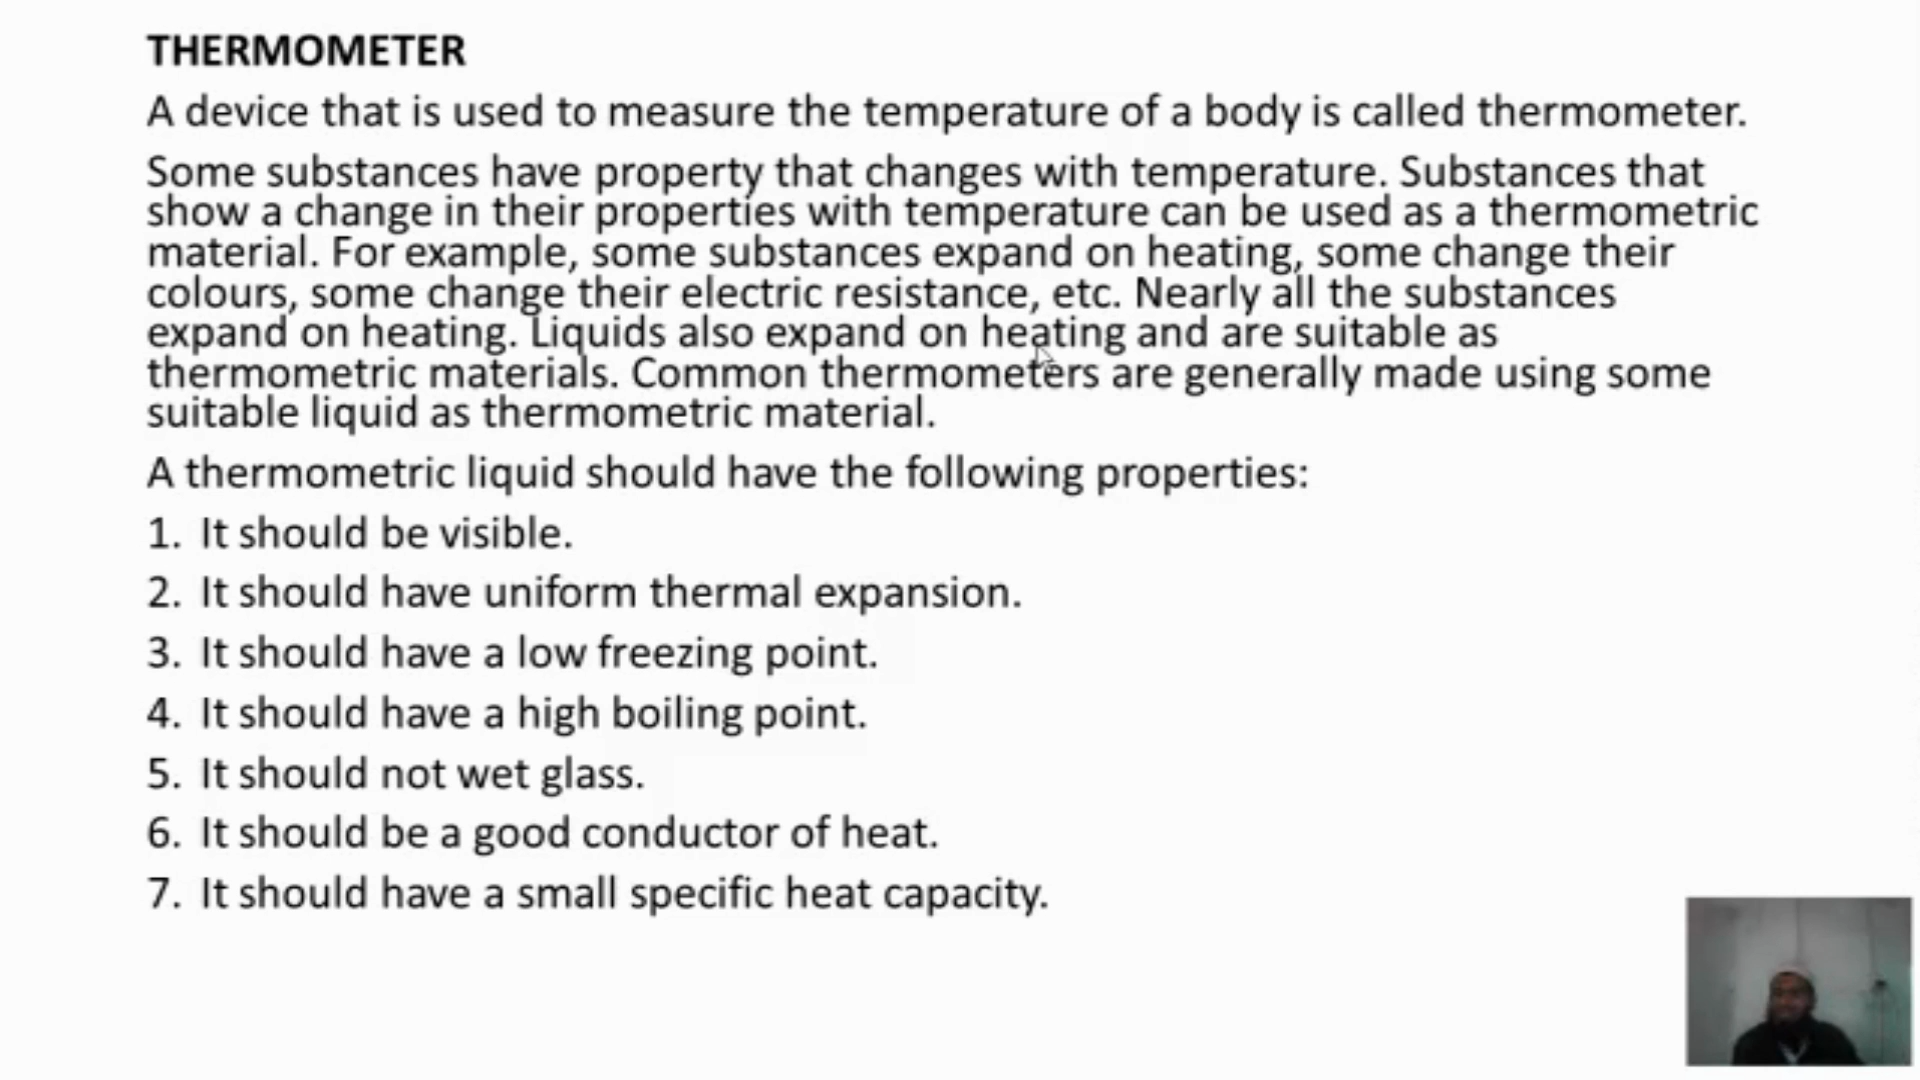 THERMOMETER
A device that is used to measure the temperature of a body is called thermometer.
Some substances have property that changes with temperature. Substances that
show a change in their properties with temperature can be used as a thermometric
material. For example, some substances expand on heating, some change their
colours, some change their electric resistance, etc. Nearly all the substances
expand on heating. Liquids also expand on heating and are suitable as
thermometric materials. Common thermometers are generally made using some
suitable liquid as thermometric material.
A thermometric liquid should have the following properties:
1. It should be visible.
2. It should have uniform thermal expansion.
3. It should have a low freezing point.
4. It should have a high boiling point.
5. It should not wet glass.
6. It should be a good conductor of heat.
7. It should have a small specific heat capacity.